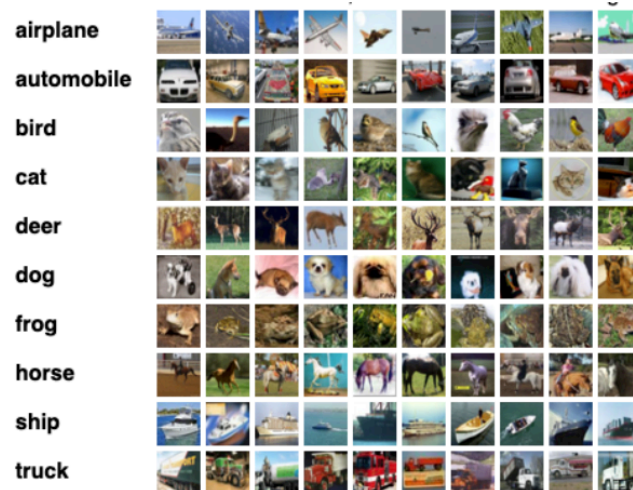 airplane
automobile
bird
cat
deer
dog
frog
horse
ship
truck